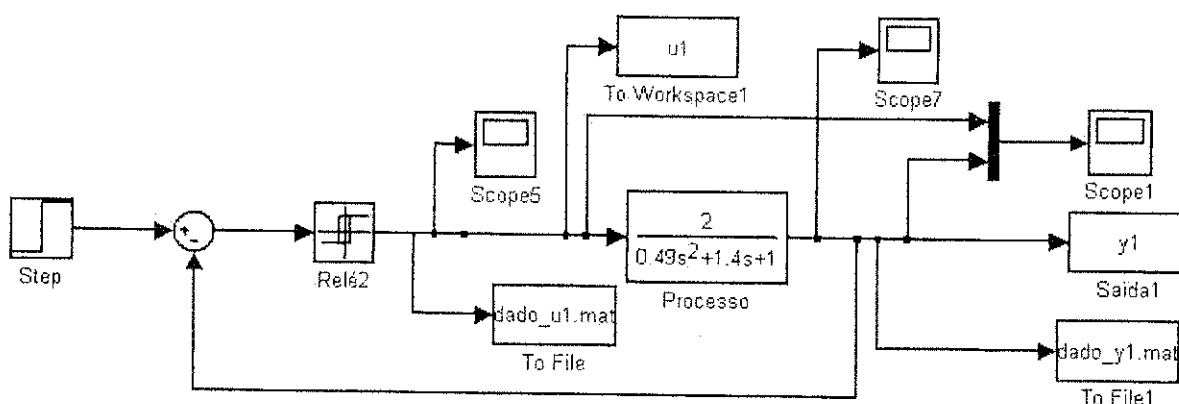 u1
To Workspace1
Scope7
Scope5
Scope1
Step
+
-
Relé2
2
0.49s²+1.4s+1
Processo
y1
Saida1
dado_u1.mat
To File
dado_y1.mat
To File1